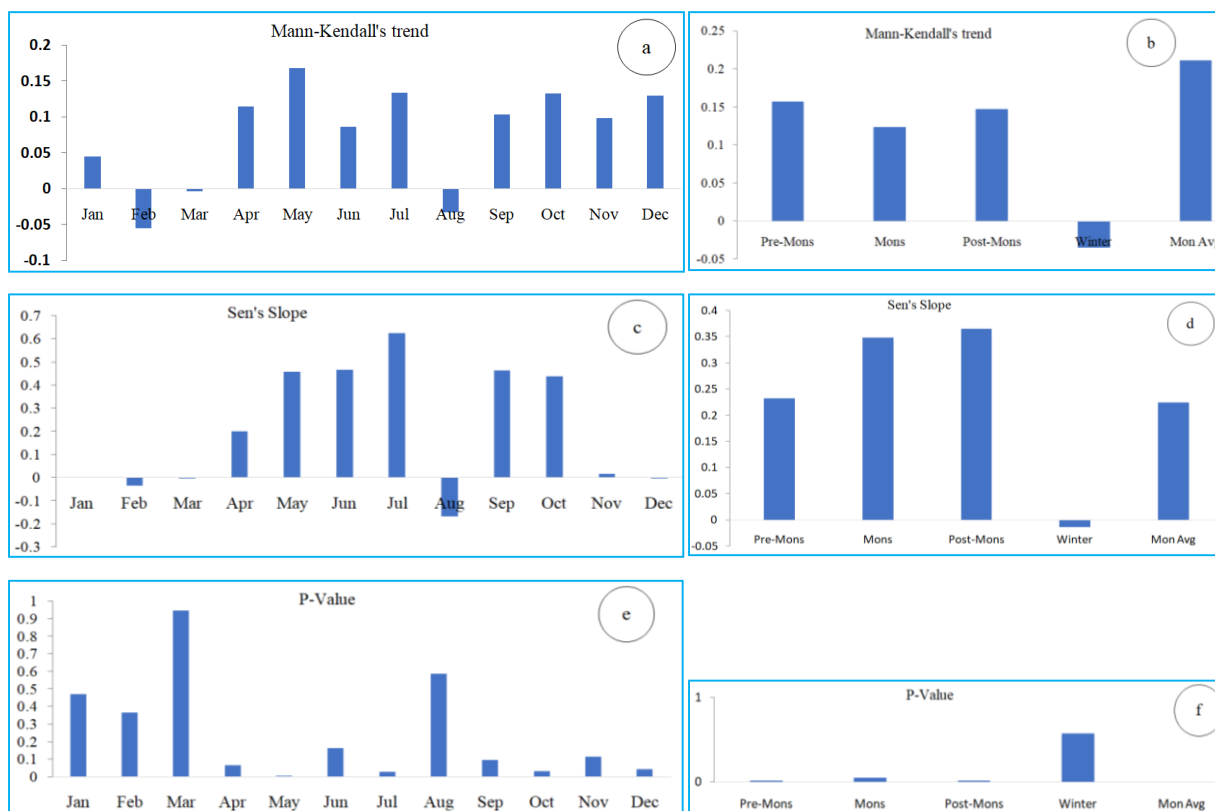 Mann-Kendall's trend
a
0.2
0.15
0.1
0.05
0
-0.05
-0.1
Jan Feb Mar Apr May Jun Jul Aug Sep Oct Nov Dec
Mann-Kendall's trend
b
0.25
0.2
0.15
0.1
0.05
0
-0.05
Pre-Mons Mons Post-Mons Winter Mon Avg
Sen's Slope
c
0.7
0.6
0.5
0.4
0.3
0.2
0.1
0
-0.1
-0.2
-0.3
Jan Feb Mar Apr May Jun Jul Aug Sep Oct Nov Dec
Sen's Slope
d
0.4
0.35
0.3
0.25
0.2
0.15
0.1
0.05
0
-0.05
Pre-Mons Mons Post-Mons Winter Mon Avg
P-Value
e
1
0.9
0.8
0.7
0.6
0.5
0.4
0.3
0.2
0.1
0
Jan Feb Mar Apr May Jun Jul Aug Sep Oct Nov Dec
P-Value
f
1
0
Pre-Mons Mons Post-Mons Winter Mon Avg